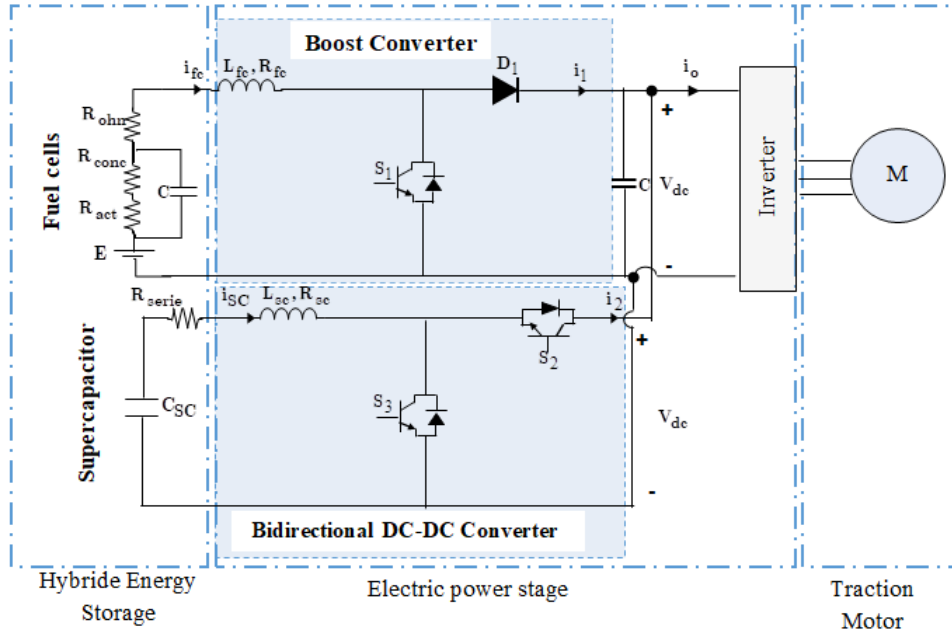 Boost Converter
i_fc
L_fc, R_fc
D_1
i_1
i_o
R_ohm
+
R_conc
S_1
C
C
V_dc
Inverter
M
Fuel cells
R_act
E
-
R_serie
i_SC
L_sc, R_sc
i_2
+
S_2
Supercapacitor
C_SC
S_3
V_dc
-
Bidirectional DC-DC Converter
Hybride Energy
Storage
Electric power stage
Traction
Motor